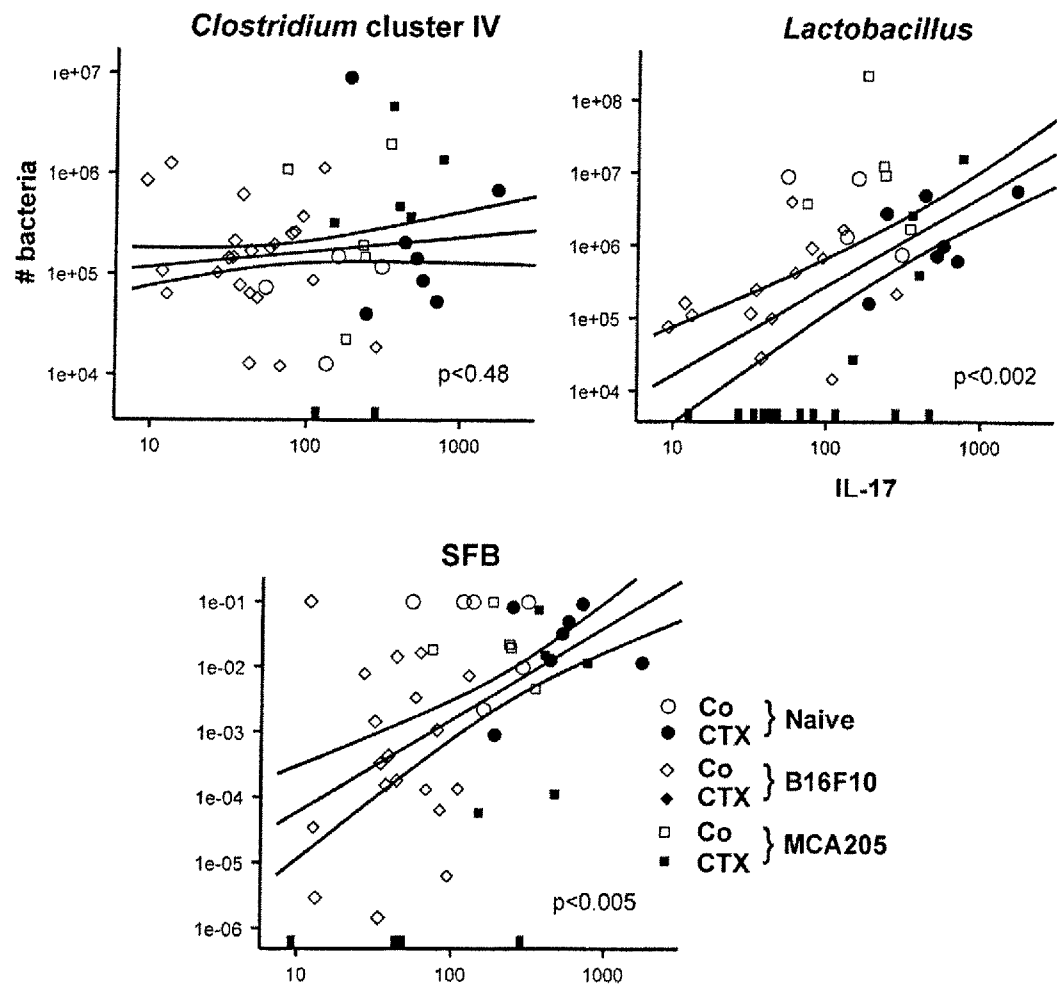 Clostridium cluster IV
# bacteria
1e+07
1e+06
1e+05
1e+04
p<0.48
10 100 1000
Lactobacillus
1e+08
1e+07
1e+06
1e+05
1e+04
p<0.002
10 100 1000
IL-17
SFB
1e-01
1e-02
1e-03
1e-04
1e-05
1e-06
p<0.005
10 100 1000
Co
CTX
} Naive
Co
CTX
} B16F10
Co
CTX
} MCA205